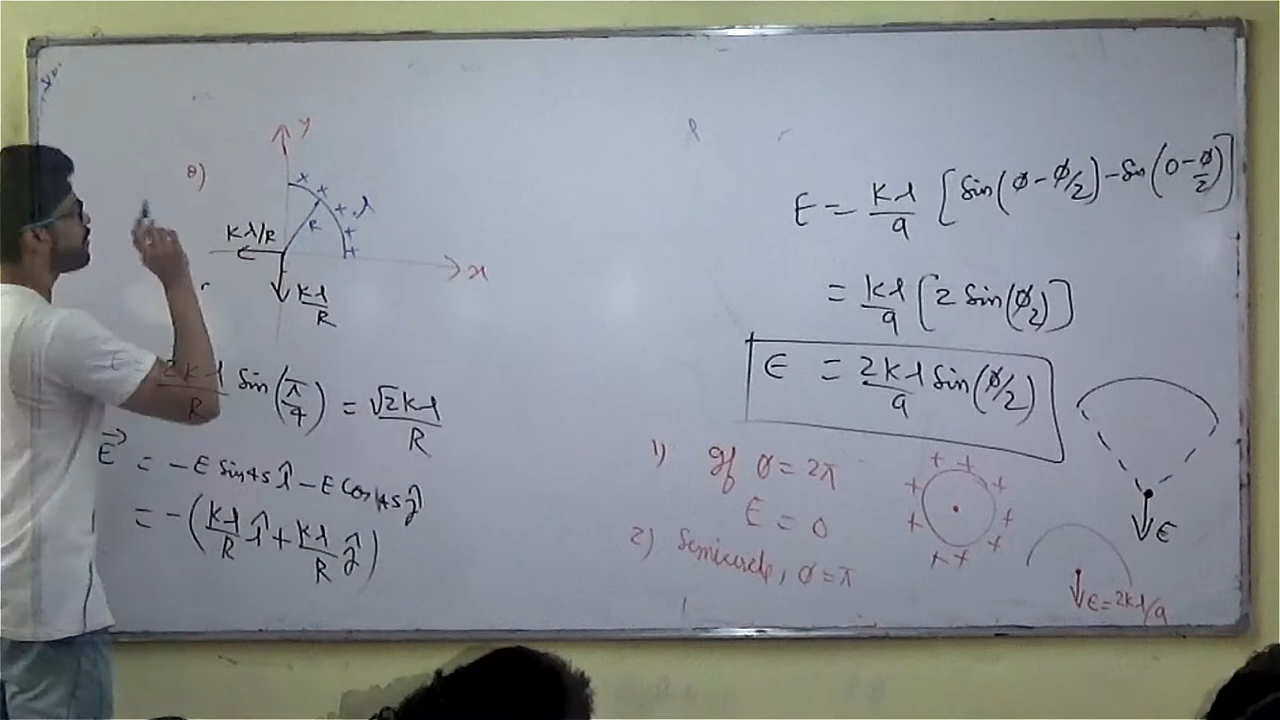 θ)
y
x
R
λ
Kλ/R
Kλ/R
2Kλ/R Sin(π/4) = √2Kλ/R
E⃗ = -E Sin45 î - E Cos45 ĵ
= -(Kλ/R î + Kλ/R ĵ)
E = Kλ/a [Sin(φ-φ/2) - Sin(0-φ/2)]
= Kλ/a [2 Sin(φ/2)]
E = 2Kλ/a Sin(φ/2)
E
1) If φ = 2π
E = 0
2) Semicircle, φ = π
E = 2Kλ/a